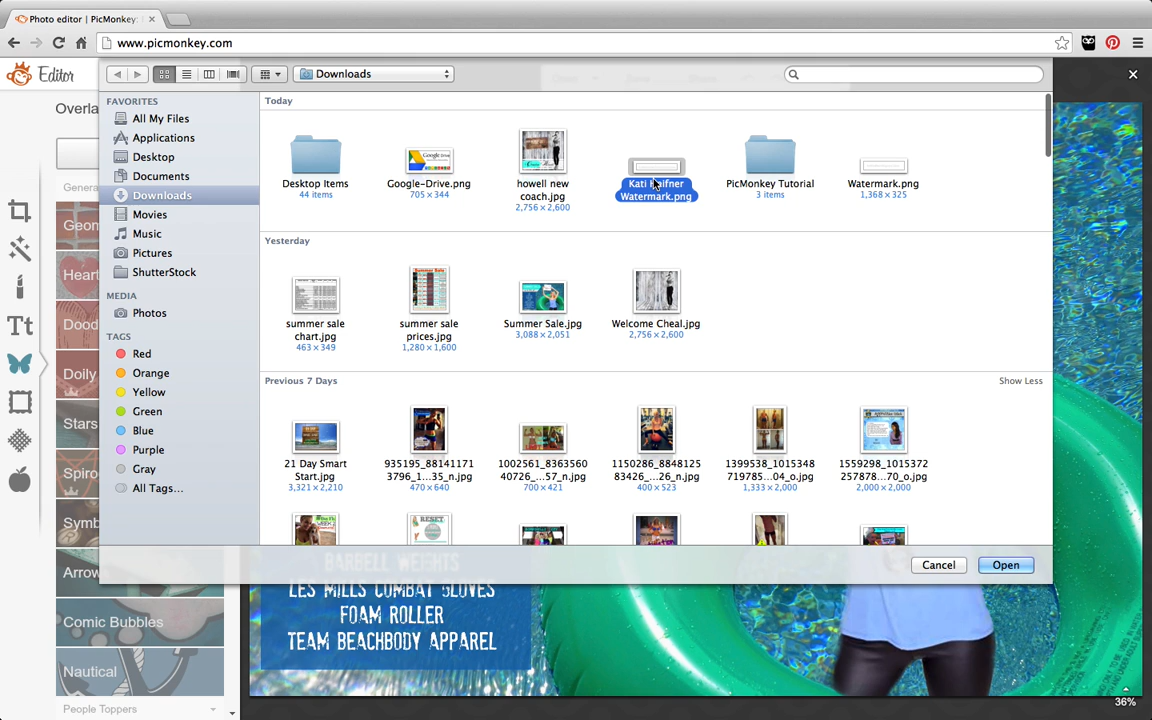 Photo editor | PicMonkey:
www.picmonkey.com
Editor
Downloads
Overla
FAVORITES
All My Files
Applications
Desktop
Documents
Downloads
Movies
Music
Pictures
ShutterStock
MEDIA
Photos
TAGS
Red
Orange
Yellow
Green
Blue
Purple
Gray
All Tags...
Today
Desktop Items
44 items
Google-Drive.png
705 × 344
howell new
coach.jpg
2,756 × 2,600
Kati
Watermark.png
PicMonkey Tutorial
3 items
Watermark.png
1,368 × 325
Yesterday
summer sale
chart.jpg
463 × 349
summer sale
prices.jpg
1,280 × 1,600
Summer Sale.jpg
3,088 × 2,051
Welcome Cheal.jpg
2,756 × 2,600
Previous 7 Days
Show Less
21 Day Smart
Start.jpg
3,321 × 2,210
935195_88141171
3796_1...35_n.jpg
470 × 640
1002561_8363560
40726_...57_n.jpg
700 × 421
1150286_8848125
83426_...26_n.jpg
400 × 523
1399538_1015348
719785...04_o.jpg
1,333 × 2,000
1559298_1015372
257878...70_o.jpg
2,000 × 2,000
Cancel
Open
Genera
Geon
Heart
Dood
Doily
Stars
Spiro
Symb
Arrow
Comic Bubbles
Nautical
People Toppers
Tt
BARBELL WEIGHTS
LES MILLS COMBAT GLOVES
FOAM ROLLER
TEAM BEACHBODY APPAREL
36%